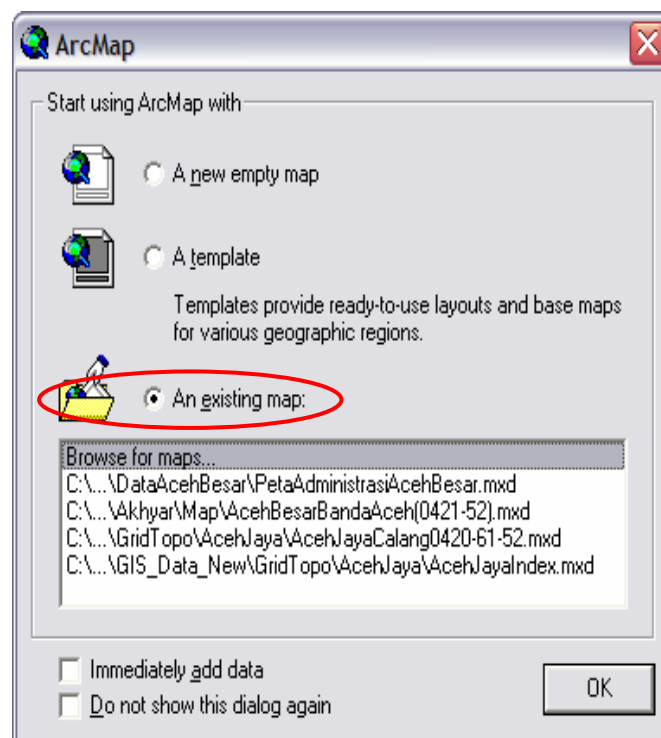 ArcMap
Start using ArcMap with
A new empty map
A template
Templates provide ready-to-use layouts and base maps
for various geographic regions.
An existing map:
Browse for maps...
C:\...\DataAcehBesar\PetaAdministrasiAcehBesar.mxd
C:\...\Akhyar\Map\AcehBesarBandaAceh(0421-52).mxd
C:\...\GridTopo\AcehJaya\AcehJayaCalang0420-61-52.mxd
C:\...\GIS_Data_New\GridTopo\AcehJaya\AcehJayaIndex.mxd
Immediately add data
Do not show this dialog again
OK